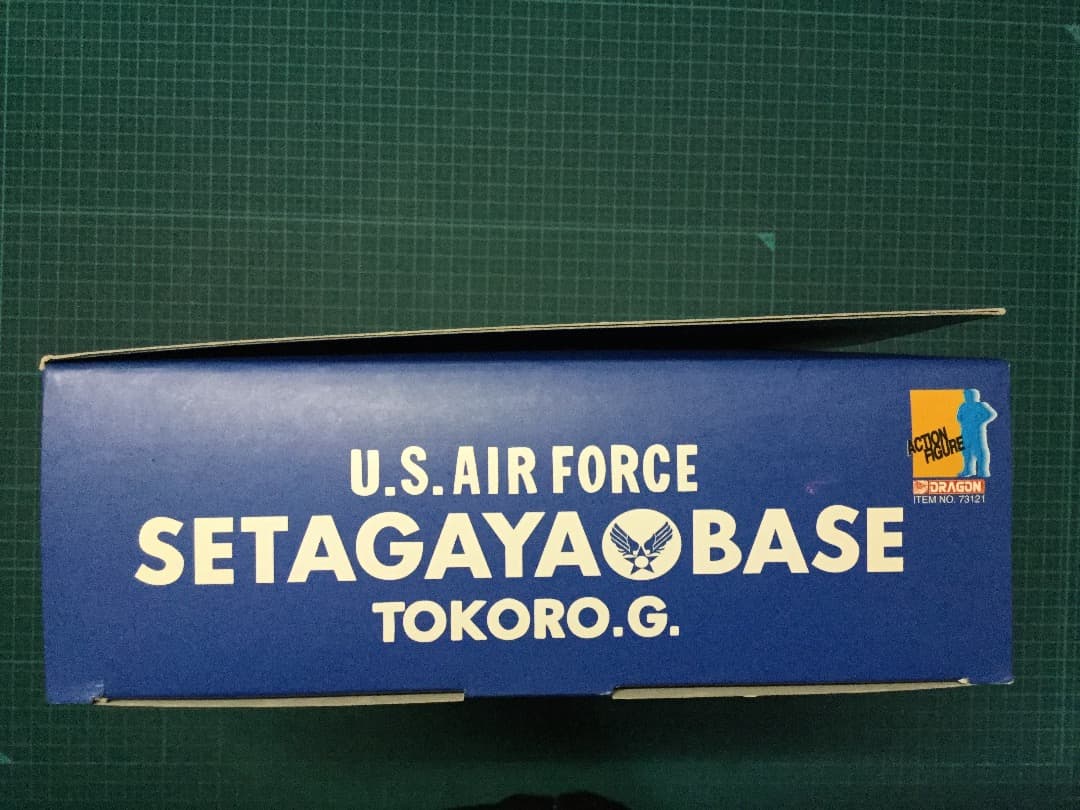 U.S. AIR FORCE
SETAGAYA BASE
TOKORO.G.
ACTION
FIGURE
DRAGON
ITEM NO. 73121